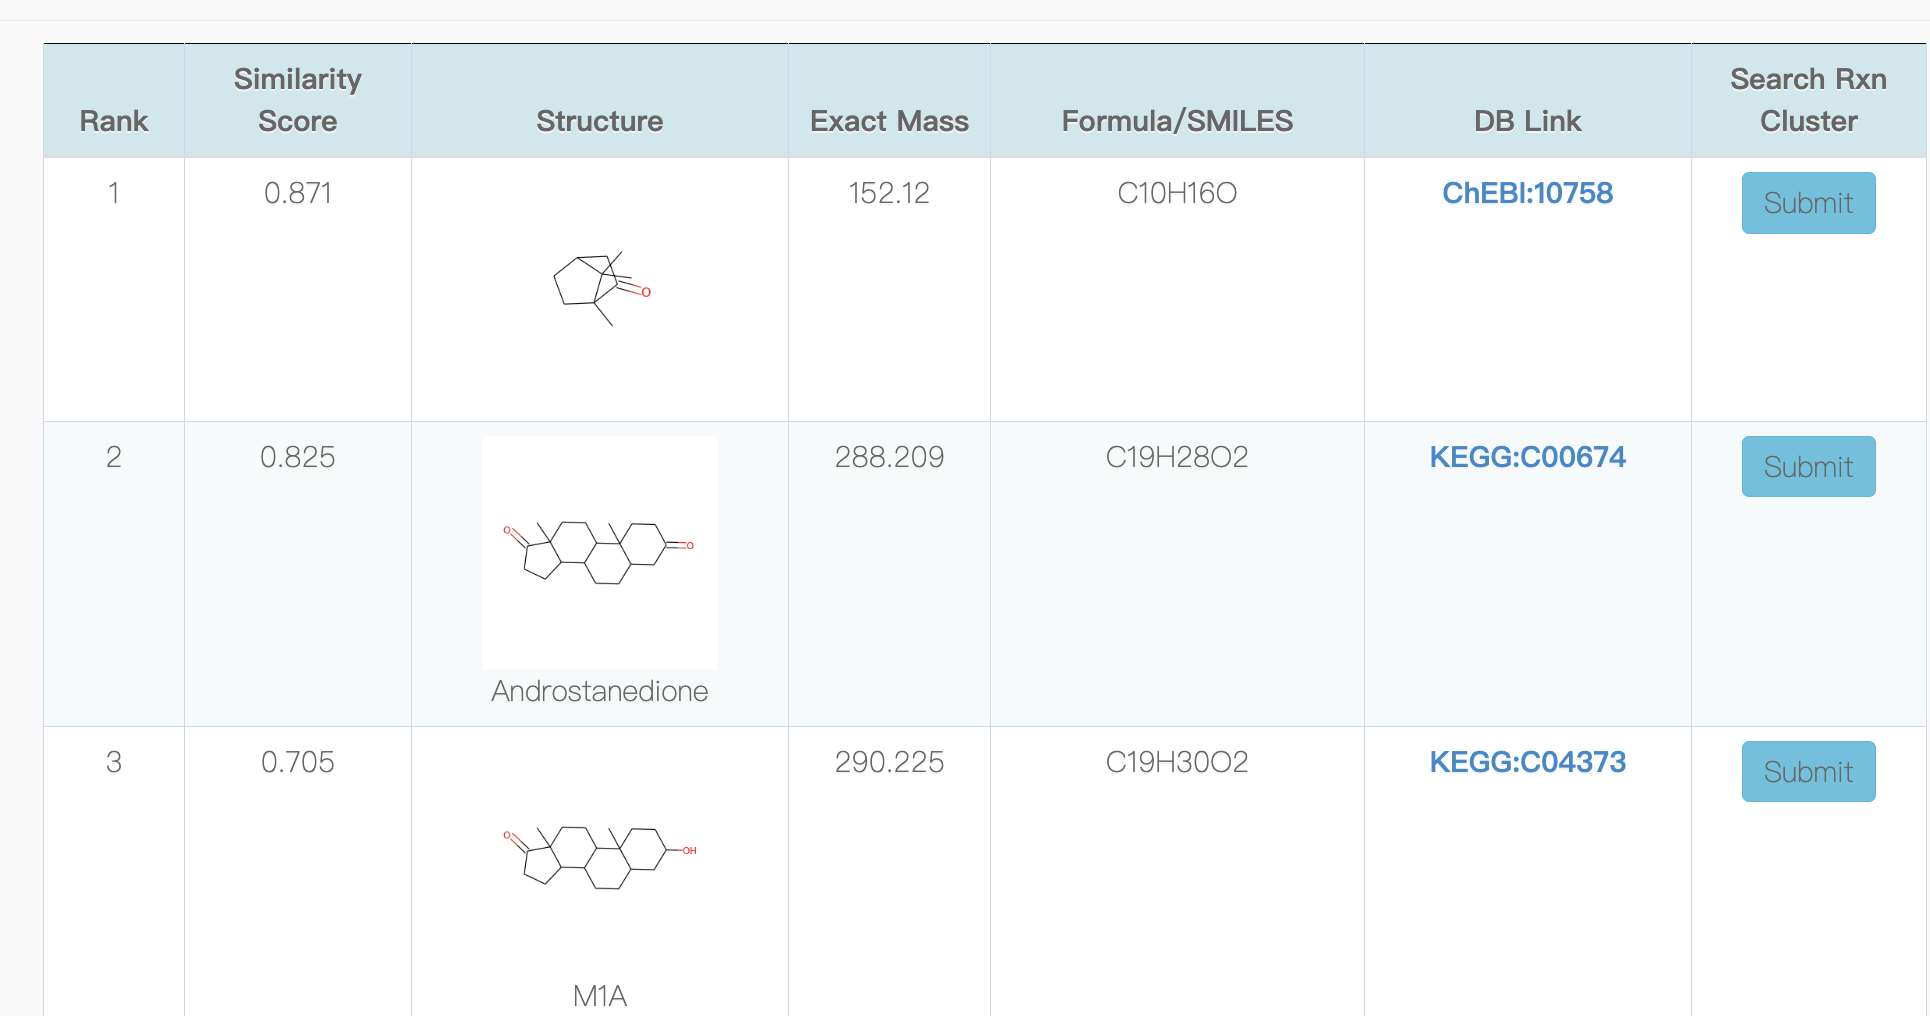 Rank
Similarity
Score
Structure
Exact Mass
Formula/SMILES
DB Link
Search Rxn
Cluster
1
0.871
O
152.12
C10H16O
ChEBI:10758
Submit
2
0.825
O
O
Androstanedione
288.209
C19H28O2
KEGG:C00674
Submit
3
0.705
O
OH
M1A
290.225
C19H30O2
KEGG:C04373
Submit